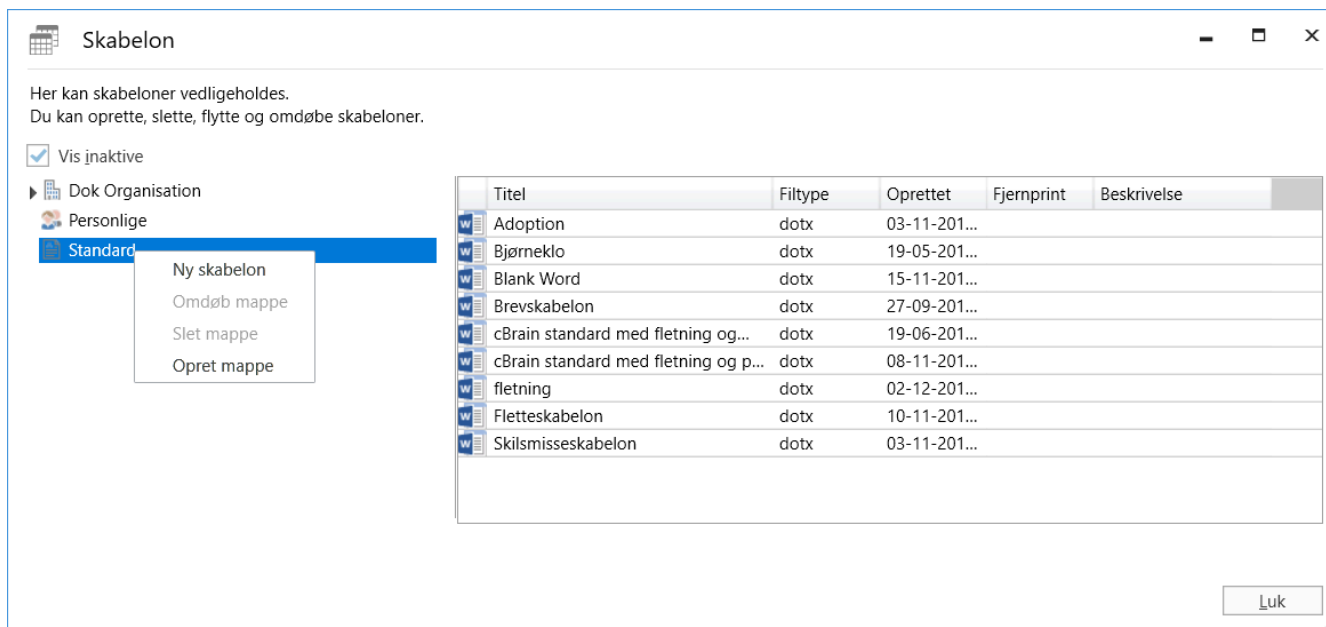 Skabelon
Her kan skabeloner vedligeholdes.
Du kan oprette, slette, flytte og omdøbe skabeloner.
Vis inaktive
Dok Organisation
Personlige
Standard
Ny skabelon
Omdøb mappe
Slet mappe
Opret mappe
Titel Filtype Oprettet Fjernprint Beskrivelse
Adoption dotx 03-11-201...
Bjørneklo dotx 19-05-201...
Blank Word dotx 15-11-201...
Brevskabelon dotx 27-09-201...
cBrain standard med fletning og... dotx 19-06-201...
cBrain standard med fletning og p... dotx 08-11-201...
fletning dotx 02-12-201...
Fletteskabelon dotx 10-11-201...
Skilsmisseskabelon dotx 03-11-201...
Luk